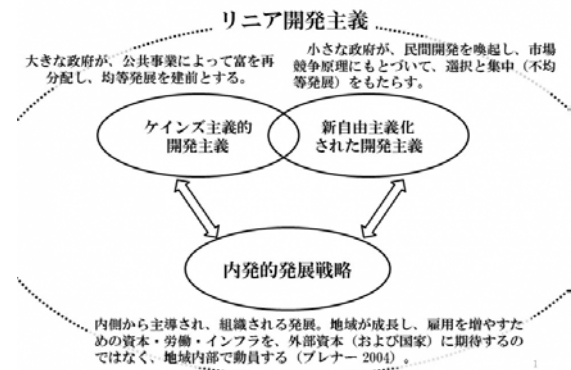 リニア開発主義
大きな政府が、公共事業によって富を再
分配し、均等発展を建前とする。
小さな政府が、民間開発を喚起し、市場
競争原理にもとづいて、選択と集中（不均
等発展）をもたらす。
ケインズ主義的
開発主義
新自由主義化
された開発主義
内発的発展戦略
内側から主導され、組織される発展。地域が成長し、雇用を増やすた
めの資本・労働・インフラを、外部資本（および国家）に期待するの
ではなく、地域内部で動員する（ブレナー 2004）。
1